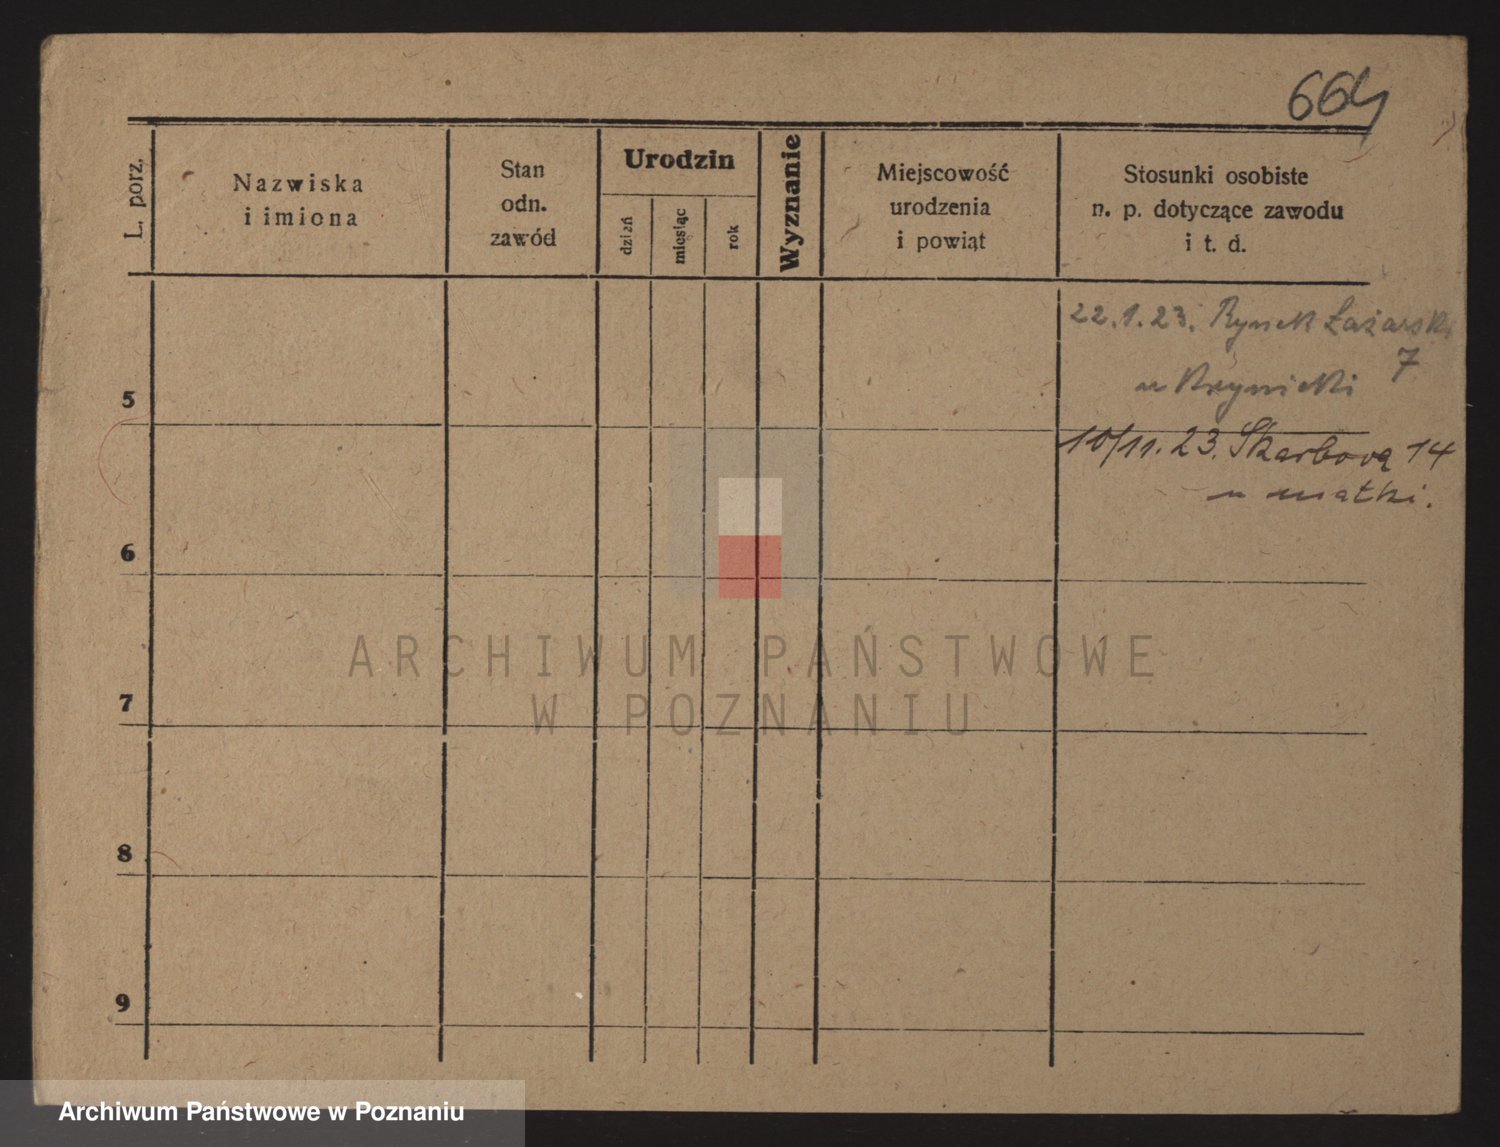 664
L. porz.
Nazwiska
i imiona
Stan
odn.
zawód
Urodzin
dzień
miesiąc
rok
Wyznanie
Miejscowość
urodzenia
i powiąt
Stosunki osobiste
n. p. dotyczące zawodu
i t. d.
22.1.23. Rynek Łazarski
7
u
5
10/11.23. Skarbowa 14
u matki.
6
ARCHIWUM PAŃSTWOWE
W POZNANIU
7
8
9
Archiwum Państwowe w Poznaniu